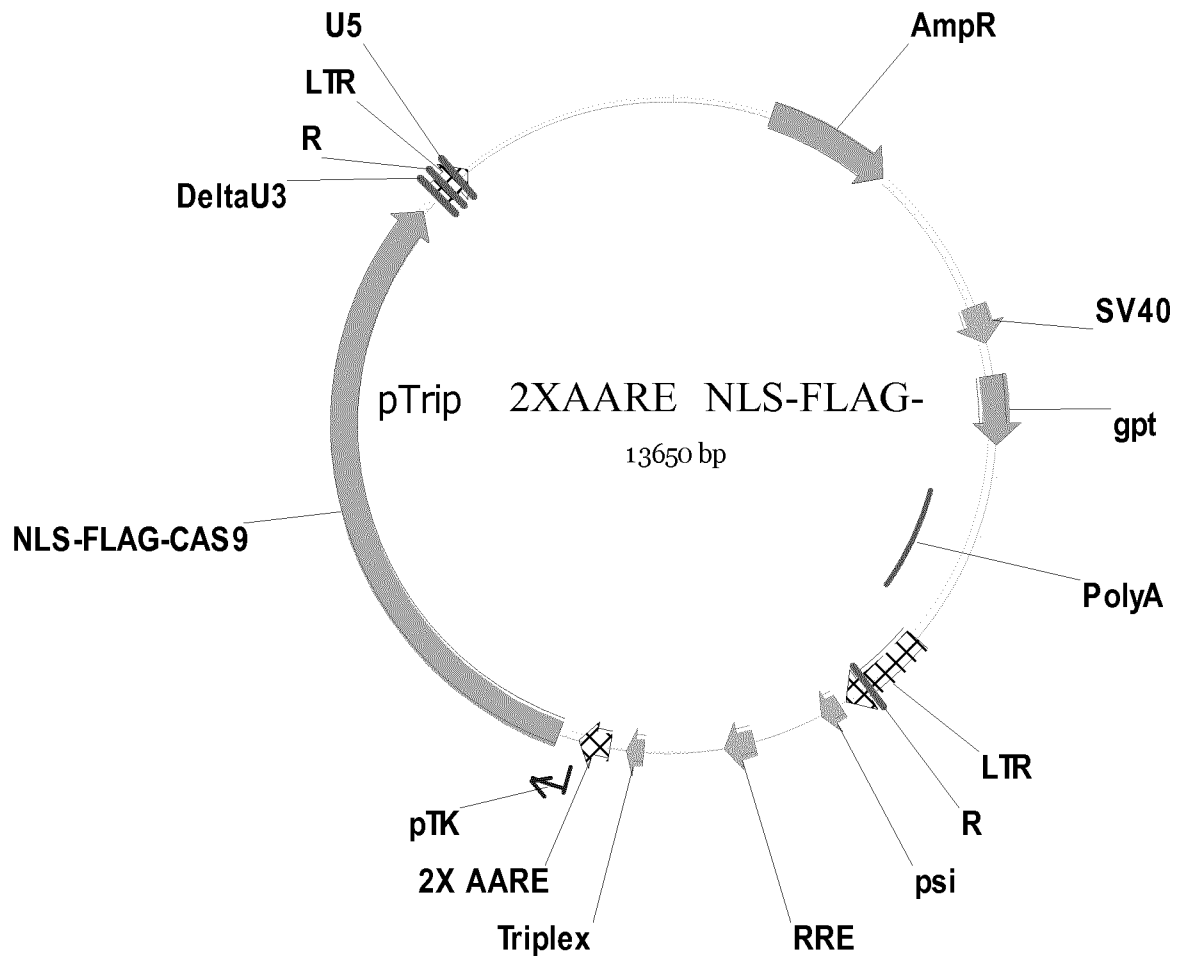 U5
AmpR
LTR
R
DeltaU3
SV40
pTrip 2XAARE NLS-FLAG-
13650 bp
gpt
NLS-FLAG-CAS9
PolyA
LTR
pTK
R
2X AARE
psi
Triplex
RRE